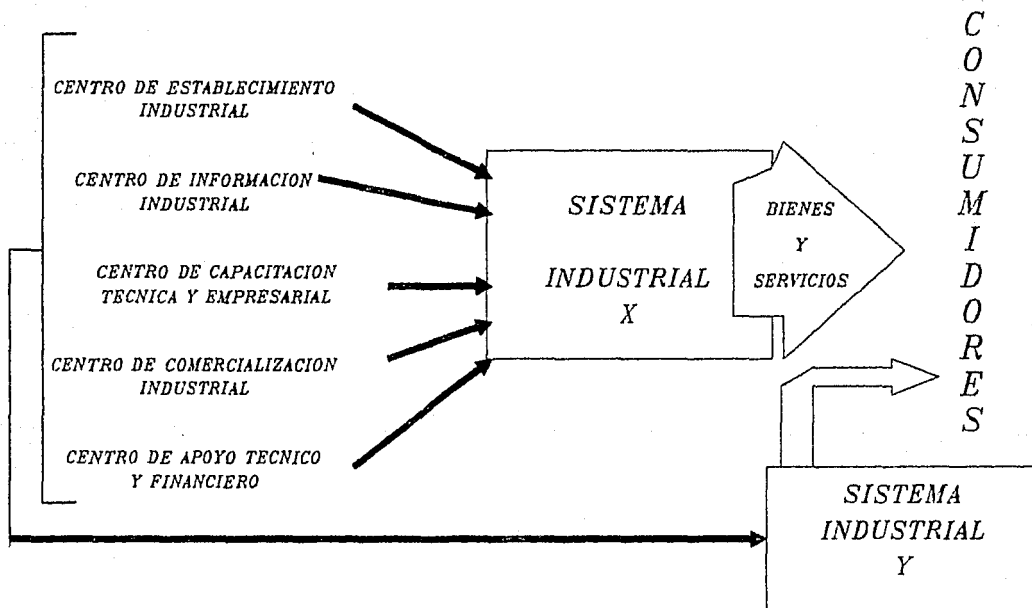 CENTRO DE ESTABLECIMIENTO
INDUSTRIAL
CENTRO DE INFORMACION
INDUSTRIAL
CENTRO DE CAPACITACION
TECNICA Y EMPRESARIAL
CENTRO DE COMERCIALIZACION
INDUSTRIAL
CENTRO DE APOYO TECNICO
Y FINANCIERO
SISTEMA
INDUSTRIAL
X
BIENES
Y
SERVICIOS
CONSUMIDORES
SISTEMA
INDUSTRIAL
Y